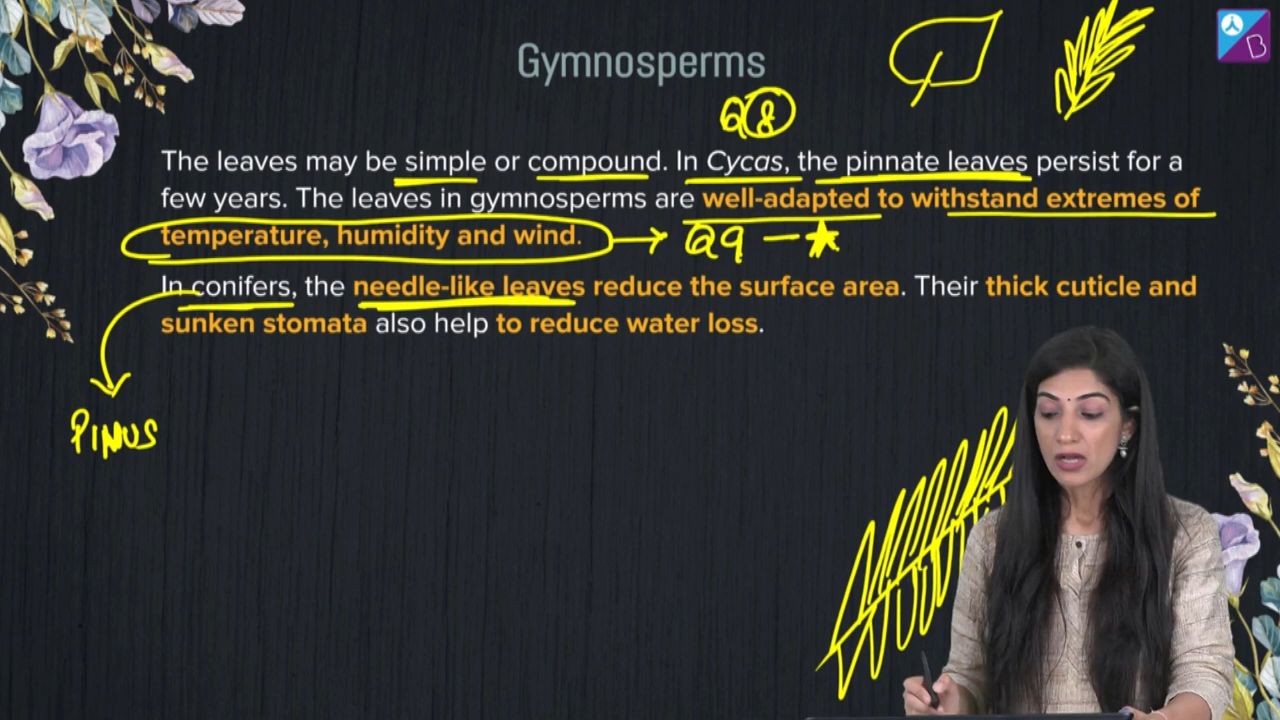 Gymnosperms
Q8
The leaves may be simple or compound. In Cycas, the pinnate leaves persist for a
few years. The leaves in gymnosperms are well-adapted to withstand extremes of
temperature, humidity and wind. → Q9 — ★
In conifers, the needle-like leaves reduce the surface area. Their thick cuticle and
sunken stomata also help to reduce water loss.
PINUS
B